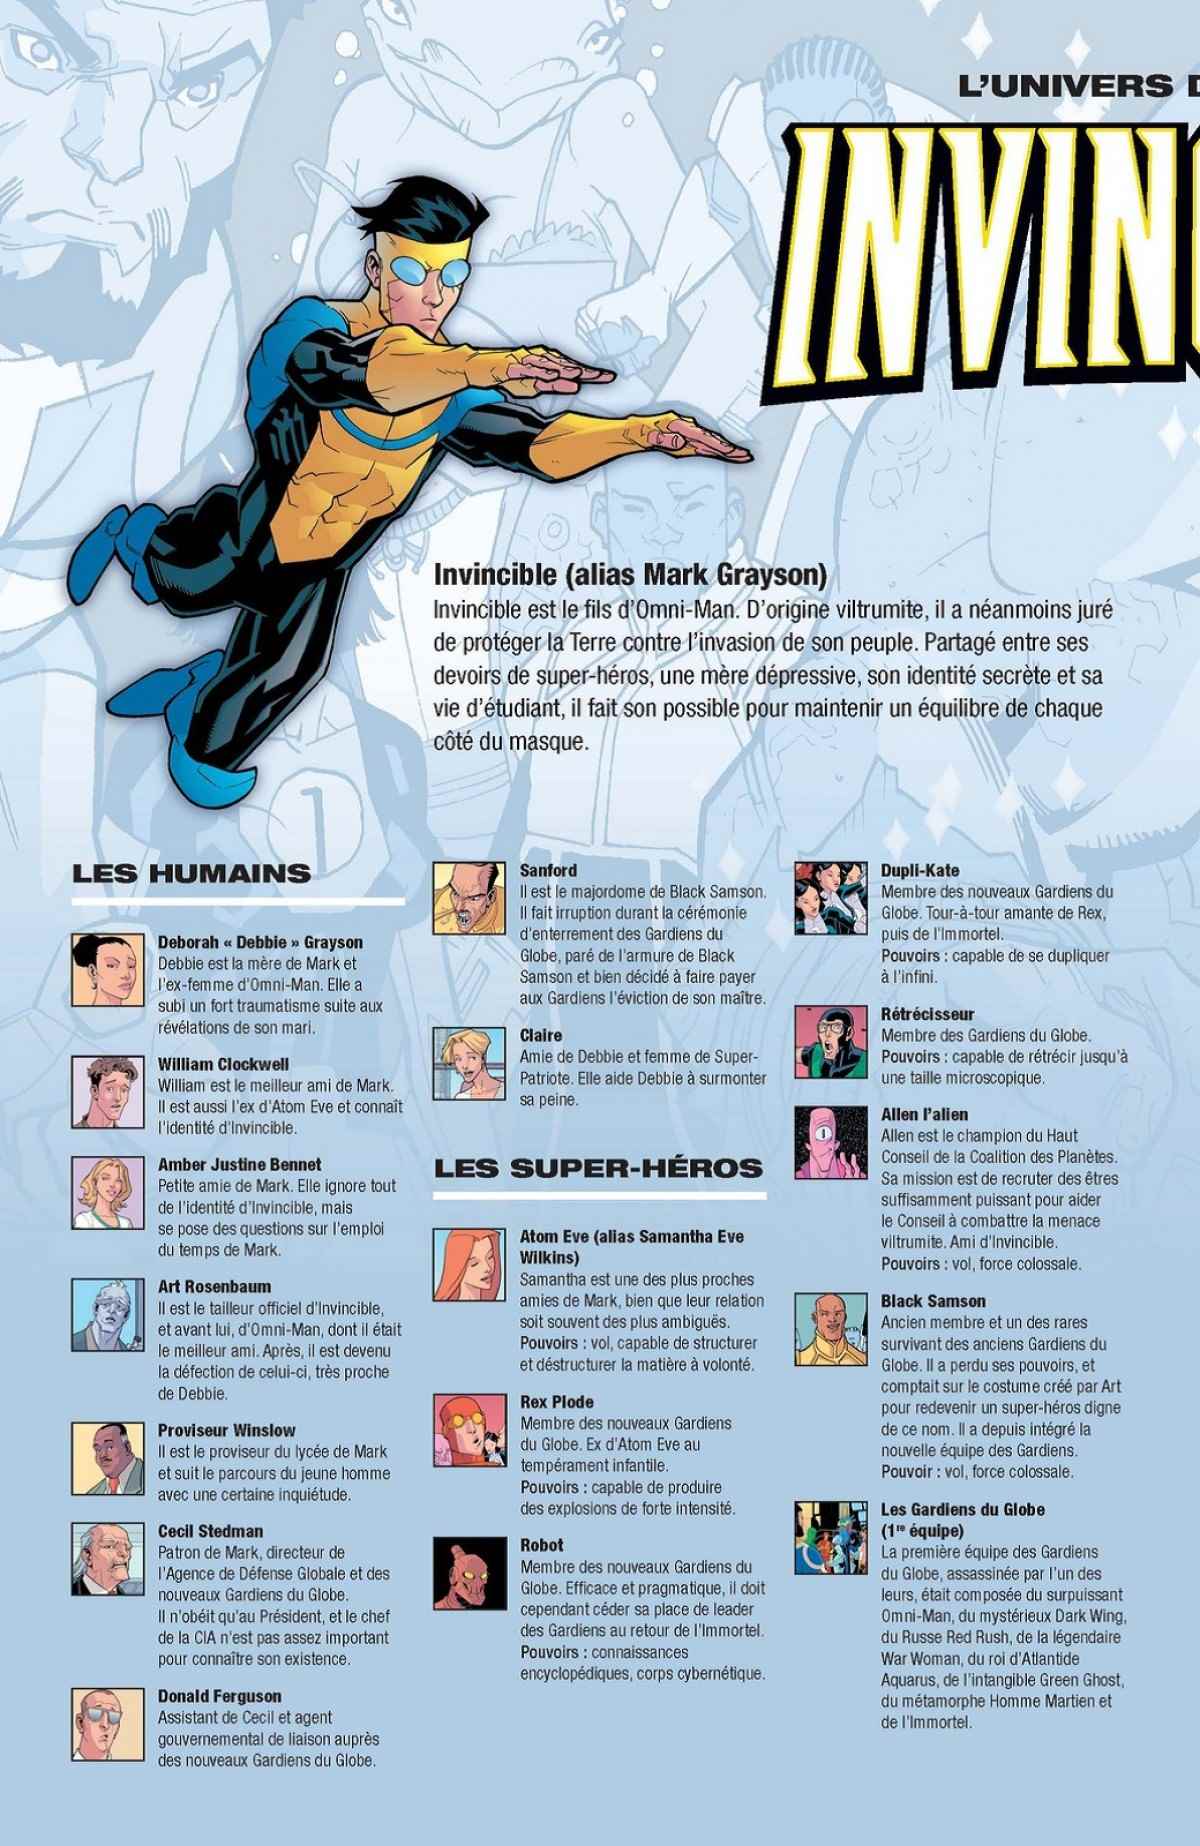 L'UNIVERS D
INVINC
Invincible (alias Mark Grayson)
Invincible est le fils d'Omni-Man. D'origine viltrumite, il a néanmoins juré
de protéger la Terre contre l'invasion de son peuple. Partagé entre ses
devoirs de super-héros, une mère dépressive, son identité secrète et sa
vie d'étudiant, il fait son possible pour maintenir un équilibre de chaque
côté du masque.
LES HUMAINS
Deborah « Debbie » Grayson
Debbie est la mère de Mark et
l'ex-femme d'Omni-Man. Elle a
subi un fort traumatisme suite aux
révélations de son mari.
William Clockwell
William est le meilleur ami de Mark.
Il est aussi l'ex d'Atom Eve et connaît
l'identité d'Invincible.
Amber Justine Bennet
Petite amie de Mark. Elle ignore tout
de l'identité d'Invincible, mais
se pose des questions sur l'emploi
du temps de Mark.
Art Rosenbaum
Il est le tailleur officiel d'Invincible,
et avant lui, d'Omni-Man, dont il était
le meilleur ami. Après, il est devenu
la défection de celui-ci, très proche
de Debbie.
Proviseur Winslow
Il est le proviseur du lycée de Mark
et suit le parcours du jeune homme
avec une certaine inquiétude.
Cecil Stedman
Patron de Mark, directeur de
l'Agence de Défense Globale et des
nouveaux Gardiens du Globe.
Il n'obéit qu'au Président, et le chef
de la CIA n'est pas assez important
pour connaître son existence.
Donald Ferguson
Assistant de Cecil et agent
gouvernemental de liaison auprès
des nouveaux Gardiens du Globe.
Sanford
Il est le majordome de Black Samson.
Il fait irruption durant la cérémonie
d'enterrement des Gardiens du
Globe, paré de l'armure de Black
Samson et bien décidé à faire payer
aux Gardiens l'éviction de son maître.
Claire
Amie de Debbie et femme de Super-
Patriote. Elle aide Debbie à surmonter
sa peine.
LES SUPER-HÉROS
Atom Eve (alias Samantha Eve
Wilkins)
Samantha est une des plus proches
amies de Mark, bien que leur relation
soit souvent des plus ambiguës.
Pouvoirs : vol, capable de structurer
et déstructurer la matière à volonté.
Rex Plode
Membre des nouveaux Gardiens
du Globe. Ex d'Atom Eve au
tempérament infantile.
Pouvoirs : capable de produire
des explosions de forte intensité.
Robot
Membre des nouveaux Gardiens du
Globe. Efficace et pragmatique, il doit
cependant céder sa place de leader
des Gardiens au retour de l'Immortel.
Pouvoirs : connaissances
encyclopédiques, corps cybernétique.
Dupli-Kate
Membre des nouveaux Gardiens du
Globe. Tour-à-tour amante de Rex,
puis de l'Immortel.
Pouvoirs : capable de se dupliquer
à l'infini.
Rétrécisseur
Membre des Gardiens du Globe.
Pouvoirs : capable de rétrécir jusqu'à
une taille microscopique.
Allen l'alien
Allen est le champion du Haut
Conseil de la Coalition des Planètes.
Sa mission est de recruter des êtres
suffisamment puissant pour aider
le Conseil à combattre la menace
viltrumite. Ami d'Invincible.
Pouvoirs : vol, force colossale.
Black Samson
Ancien membre et un des rares
survivant des anciens Gardiens du
Globe. Il a perdu ses pouvoirs, et
comptait sur le costume créé par Art
pour redevenir un super-héros digne
de ce nom. Il a depuis intégré la
nouvelle équipe des Gardiens.
Pouvoir : vol, force colossale.
Les Gardiens du Globe
(1re équipe)
La première équipe des Gardiens
du Globe, assassinée par l'un des
leurs, était composée du surpuissant
Omni-Man, du mystérieux Dark Wing,
du Russe Red Rush, de la légendaire
War Woman, du roi d'Atlantide
Aquarus, de l'intangible Green Ghost,
du métamorphe Homme Martien et
de l'Immortel.